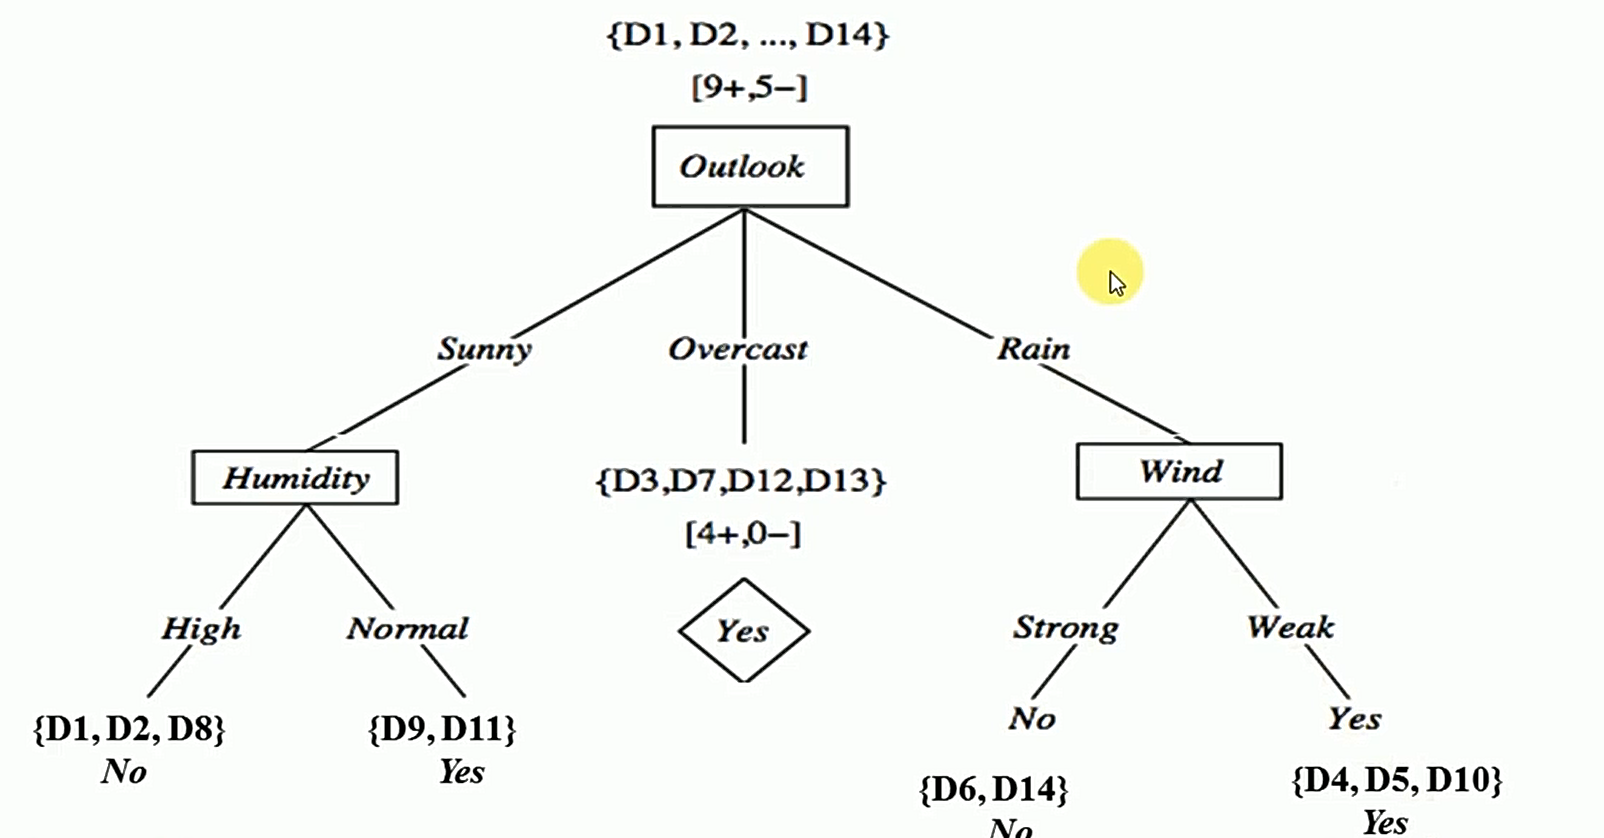 {D1, D2, ..., D14}
[9+,5−]
Outlook
Sunny
Overcast
Rain
Humidity
{D3,D7,D12,D13}
[4+,0−]
Wind
High
Normal
Yes
Strong
Weak
{D1, D2, D8}
No
{D9, D11}
Yes
No
Yes
{D6, D14}
No
{D4, D5, D10}
Yes